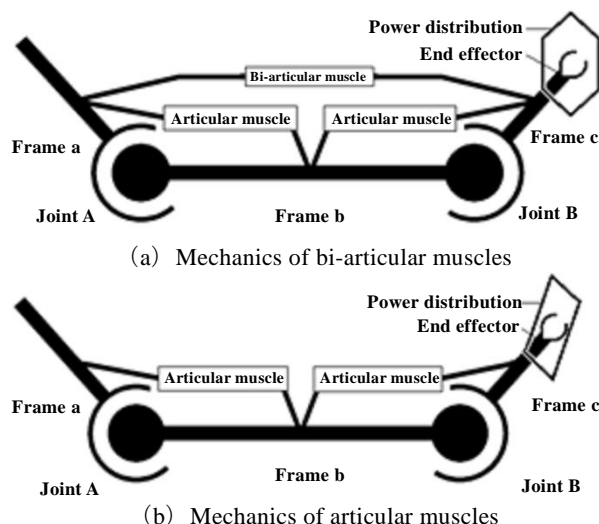 Power distribution
End effector
Bi-articular muscle
Articular muscle Articular muscle
Frame a Frame c
Joint A Frame b Joint B
(a) Mechanics of bi-articular muscles
Power distribution
End effector
Articular muscle Articular muscle
Frame a Frame c
Joint A Frame b Joint B
(b) Mechanics of articular muscles